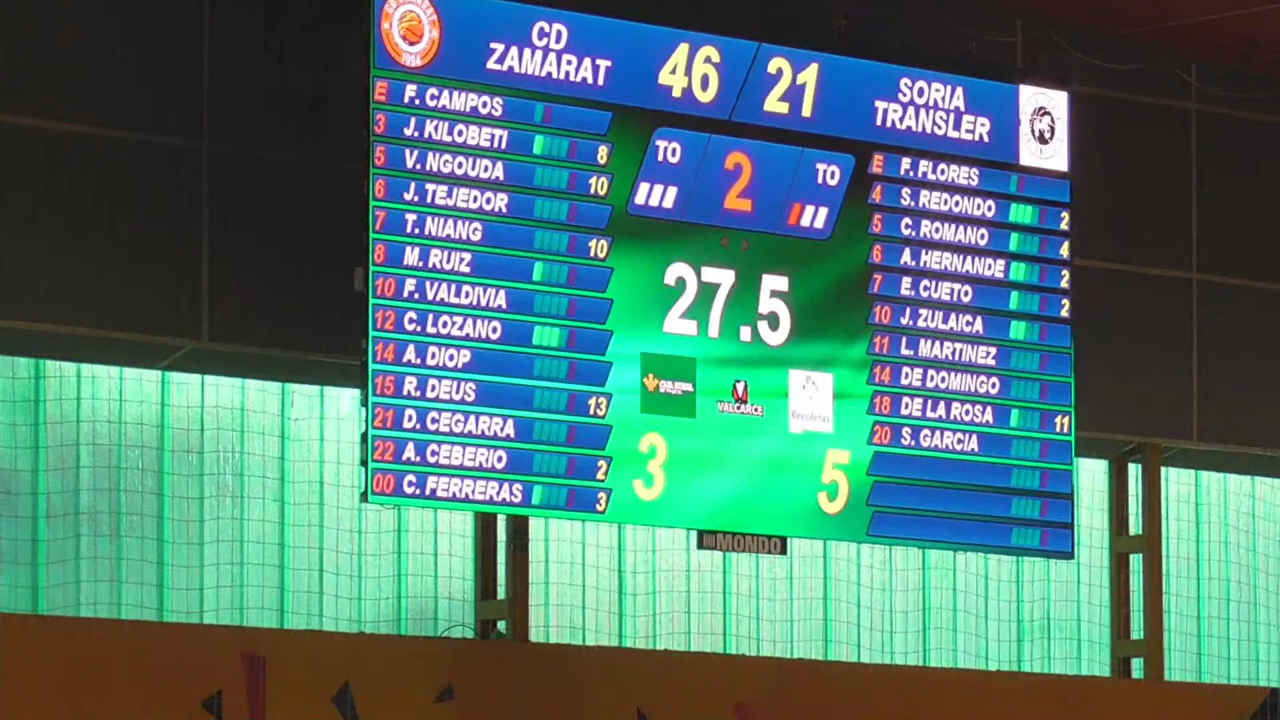 1994
CD
ZAMARAT
46
21
SORIA
TRANSLER
E F. CAMPOS
3 J. KILOBETI 8
5 V. NGOUDA 10
6 J. TEJEDOR
7 T. NIANG 10
8 M. RUIZ
10 F. VALDIVIA
12 C. LOZANO
14 A. DIOP
15 R. DEUS 13
21 D. CEGARRA
22 A. CEBERIO 2
00 C. FERRERAS 3
TO
2
TO
27.5
VALCARCE
Recoletas
3
5
E F. FLORES
4 S. REDONDO 2
5 C. ROMANO 4
6 A. HERNANDE 2
7 E. CUETO 2
10 J. ZULAICA
11 L. MARTINEZ
14 DE DOMINGO
18 DE LA ROSA 11
20 S. GARCIA
MONDO